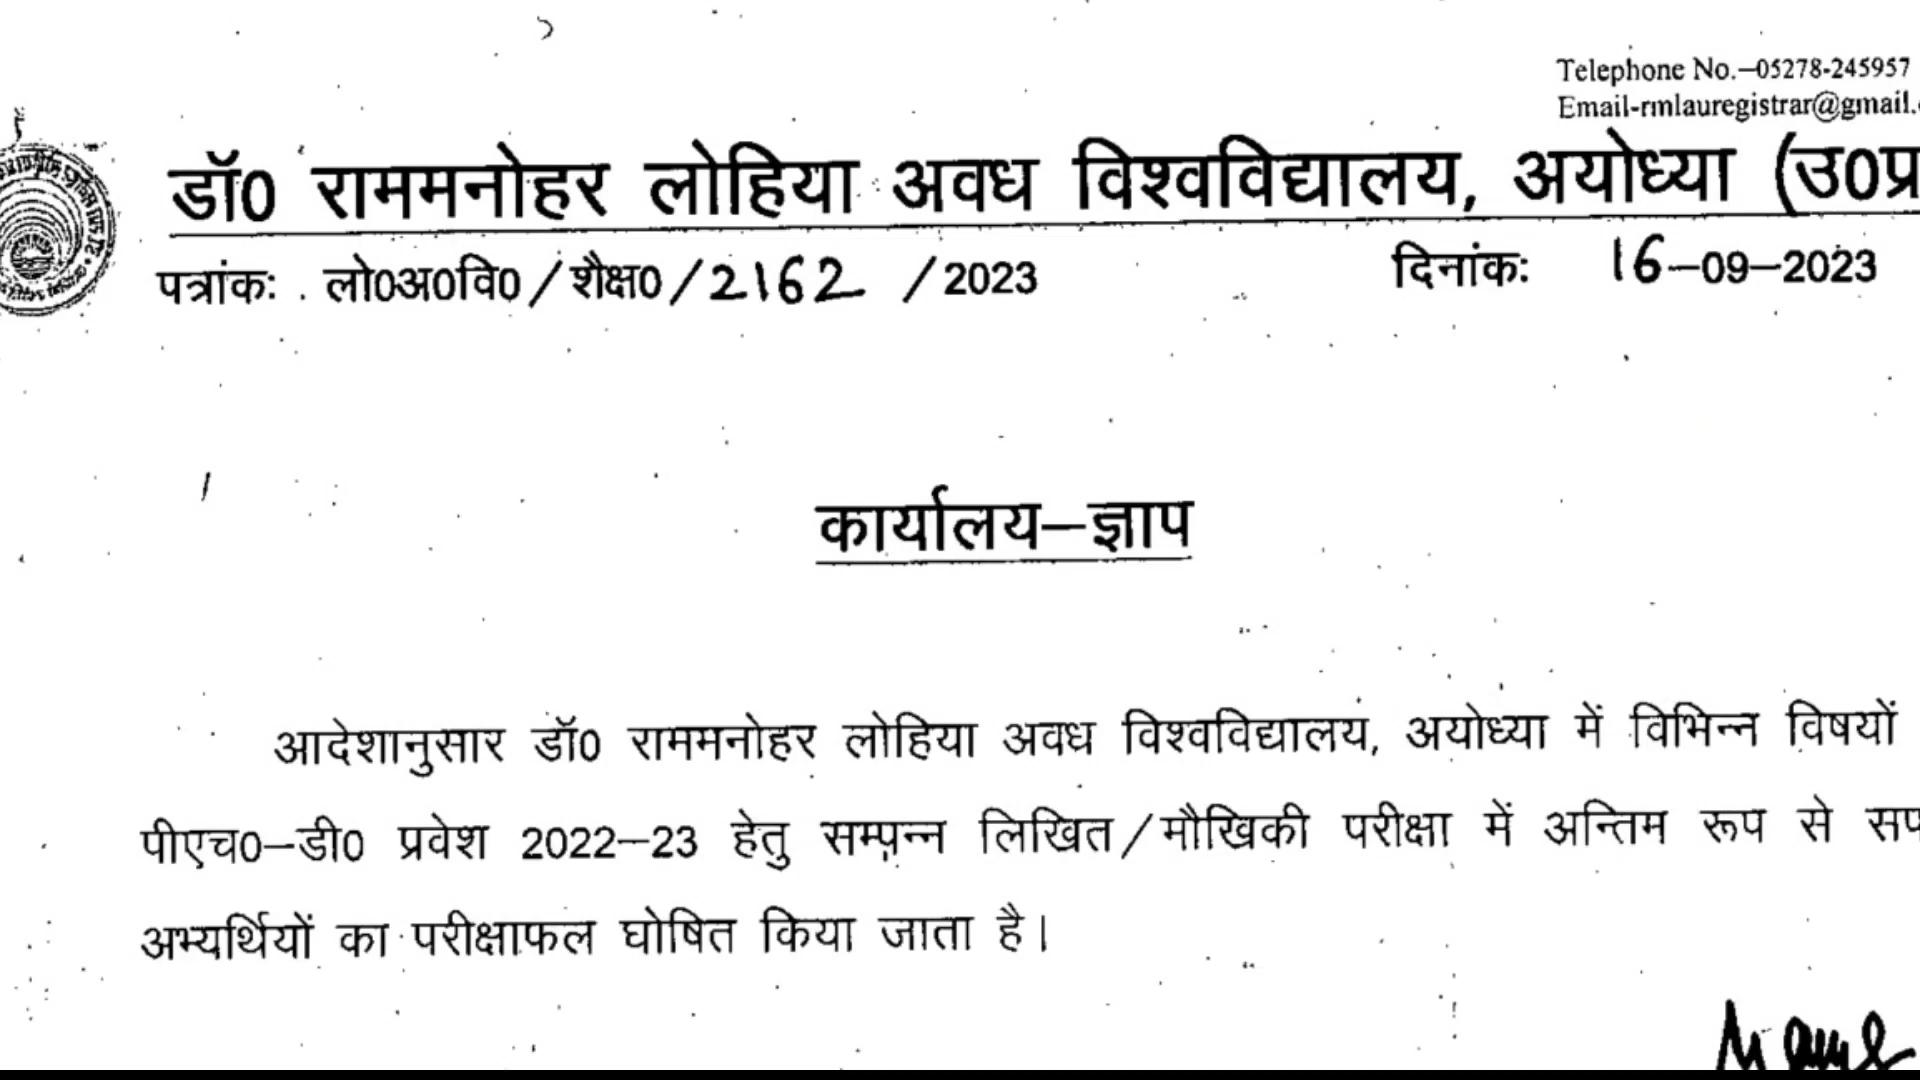 Telephone No.–05278-245957
Email-rmlauregistrar@gmail.
डॉ0 राममनोहर लोहिया अवध विश्वविद्यालय, अयोध्या (उ0प्र
पत्रांकः लो0अ0वि0/शैक्ष0/2162 /2023 दिनांकः 16–09–2023
कार्यालय–ज्ञाप
आदेशानुसार डॉ0 राममनोहर लोहिया अवध विश्वविद्यालय, अयोध्या में विभिन्न विषयों
पीएच0–डी0 प्रवेश 2022–23 हेतु सम्पन्न लिखित/मौखिकी परीक्षा में अन्तिम रूप से
अभ्यर्थियों का परीक्षाफल घोषित किया जाता है।